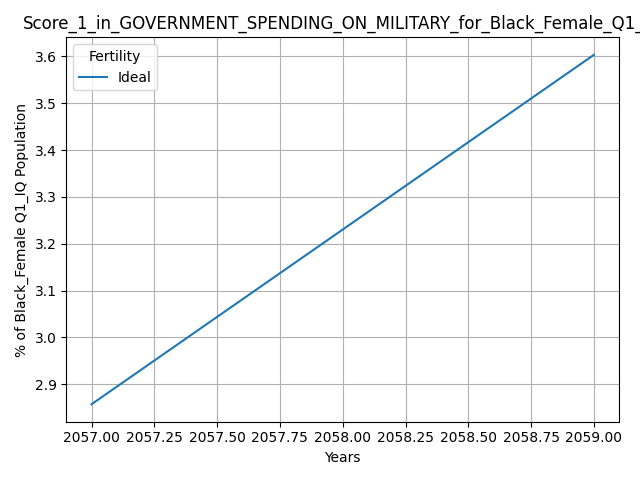 Score_1_in_GOVERNMENT_SPENDING_ON_MILITARY_for_Black_Female_Q1_
Fertility
Ideal
3.6
3.5
3.4
3.3
3.2
3.1
3.0
2.9
% of Black_Female Q1_IQ Population
2057.00 2057.25 2057.50 2057.75 2058.00 2058.25 2058.50 2058.75 2059.00
Years